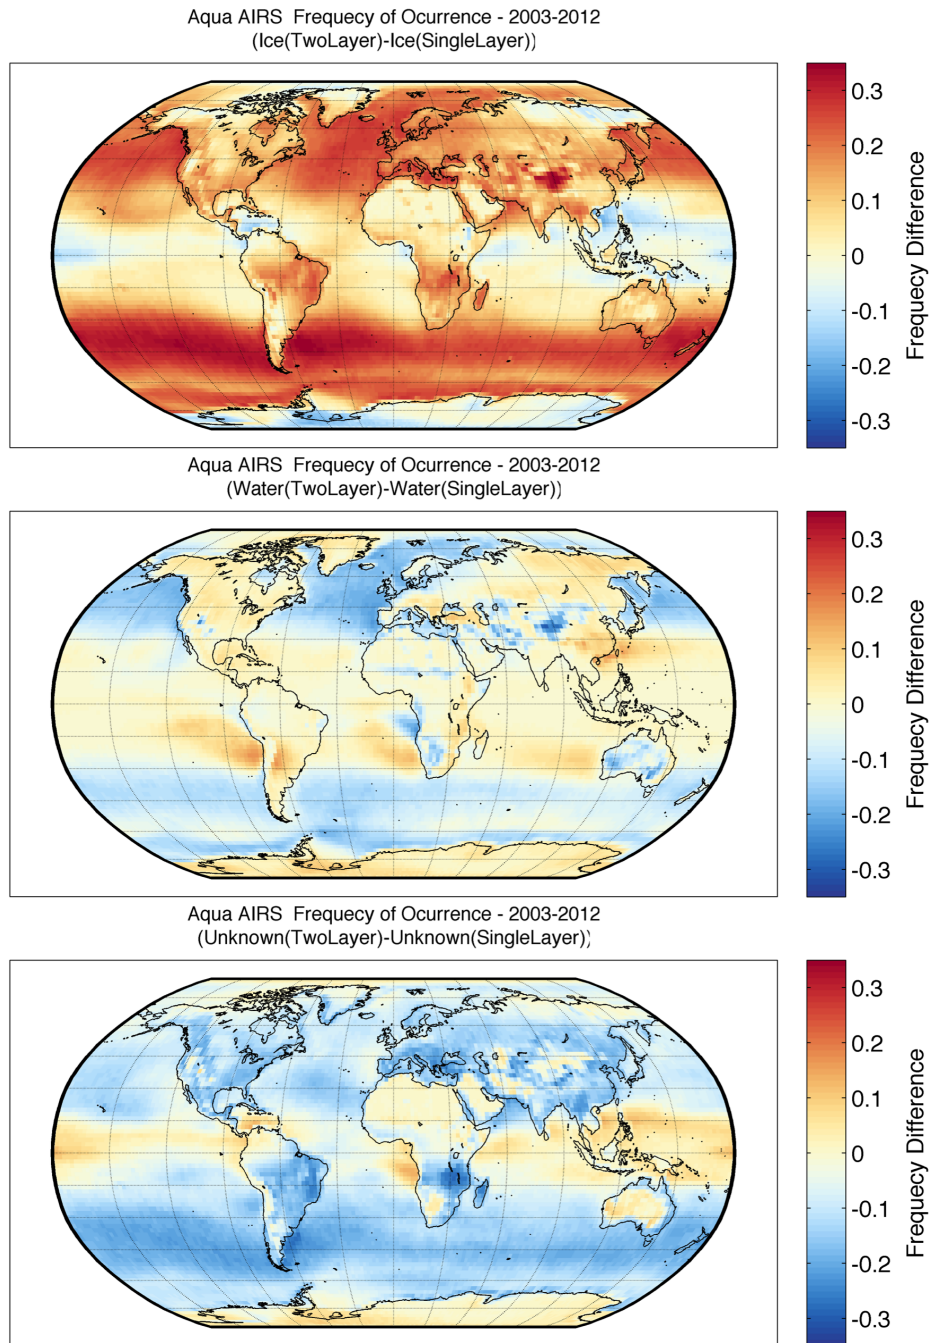 Aqua AIRS  Frequecy of Ocurrence - 2003-2012
(Ice(TwoLayer)-Ice(SingleLayer))
0.3
0.2
0.1
0
-0.1
-0.2
-0.3
Frequecy Difference
Aqua AIRS  Frequecy of Ocurrence - 2003-2012
(Water(TwoLayer)-Water(SingleLayer))
0.3
0.2
0.1
0
-0.1
-0.2
-0.3
Frequecy Difference
Aqua AIRS  Frequecy of Ocurrence - 2003-2012
(Unknown(TwoLayer)-Unknown(SingleLayer))
0.3
0.2
0.1
0
-0.1
-0.2
-0.3
Frequecy Difference